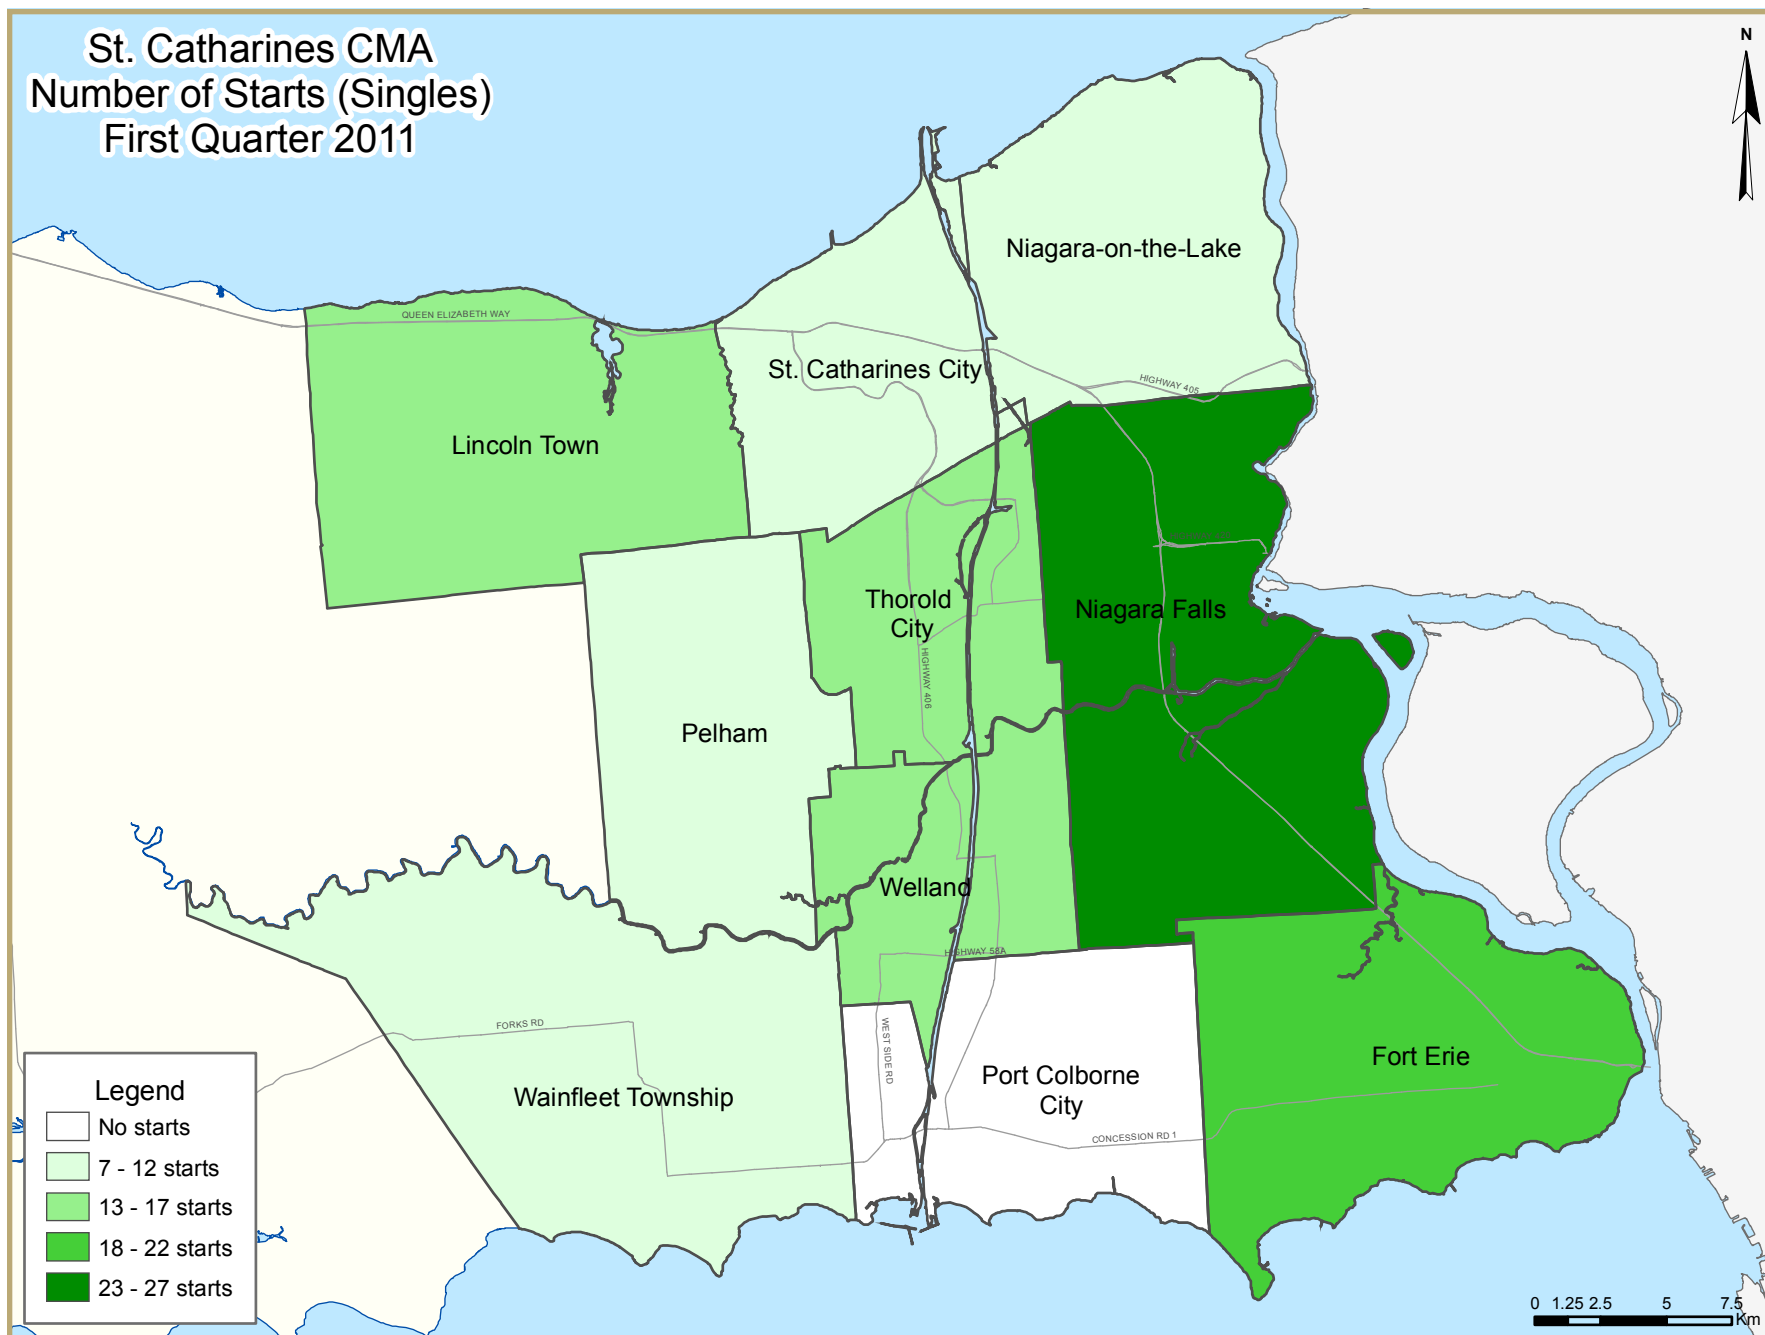 St. Catharines CMA
Number of Starts (Singles)
First Quarter 2011
N
Niagara-on-the-Lake
QUEEN ELIZABETH WAY
St. Catharines City
HIGHWAY 405
Lincoln Town
Thorold
City
Niagara Falls
HIGHWAY 406
Pelham
Welland
HIGHWAY 58A
FORKS RD
WEST SIDE RD
Fort Erie
Port Colborne
City
Wainfleet Township
CONCESSION RD 1
Legend
No starts
7 - 12 starts
13 - 17 starts
18 - 22 starts
23 - 27 starts
0 1.25 2.5 5 7.5
Km